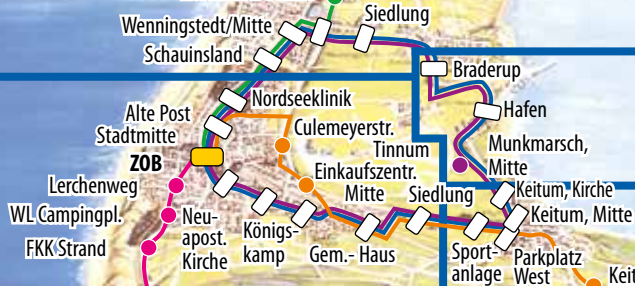 Siedlung
Wenningstedt/Mitte
Schauinsland
Braderup
Nordseeklinik
Hafen
Alte Post
Stadtmitte
Culemeyerstr.
Tinnum
Munkmarsch,
Mitte
ZOB
Einkaufszentr.
Mitte
Lerchenweg
Siedlung
Keitum, Kirche
WL Campingpl.
Neu-
apost.
Kirche
Königs-
kamp
Keitum, Mitte
FKK Strand
Gem.- Haus
Sport-
anlage
Parkplatz
West
Keit